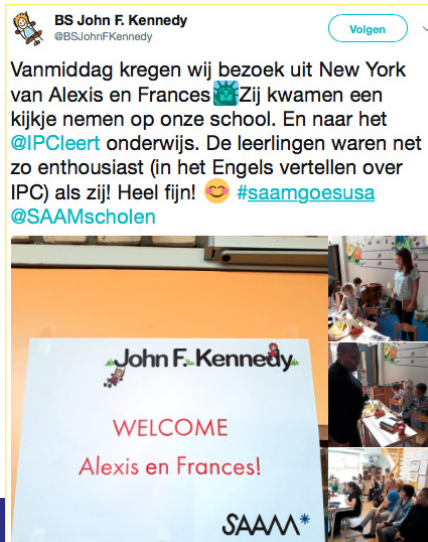 BS John F. Kennedy
@BSJohnFKennedy
Volgen
Vanmiddag kregen wij bezoek uit New York
van Alexis en Frances🗽Zij kwamen een
kijkje nemen op onze school. En naar het
@IPCleert onderwijs. De leerlingen waren net
zo enthousiast (in het Engels vertellen over
IPC) als zij! Heel fijn! 😊 #saamgoesusa
@SAAMscholen
John F. Kennedy
WELCOME
Alexis en Frances!
SAAM*